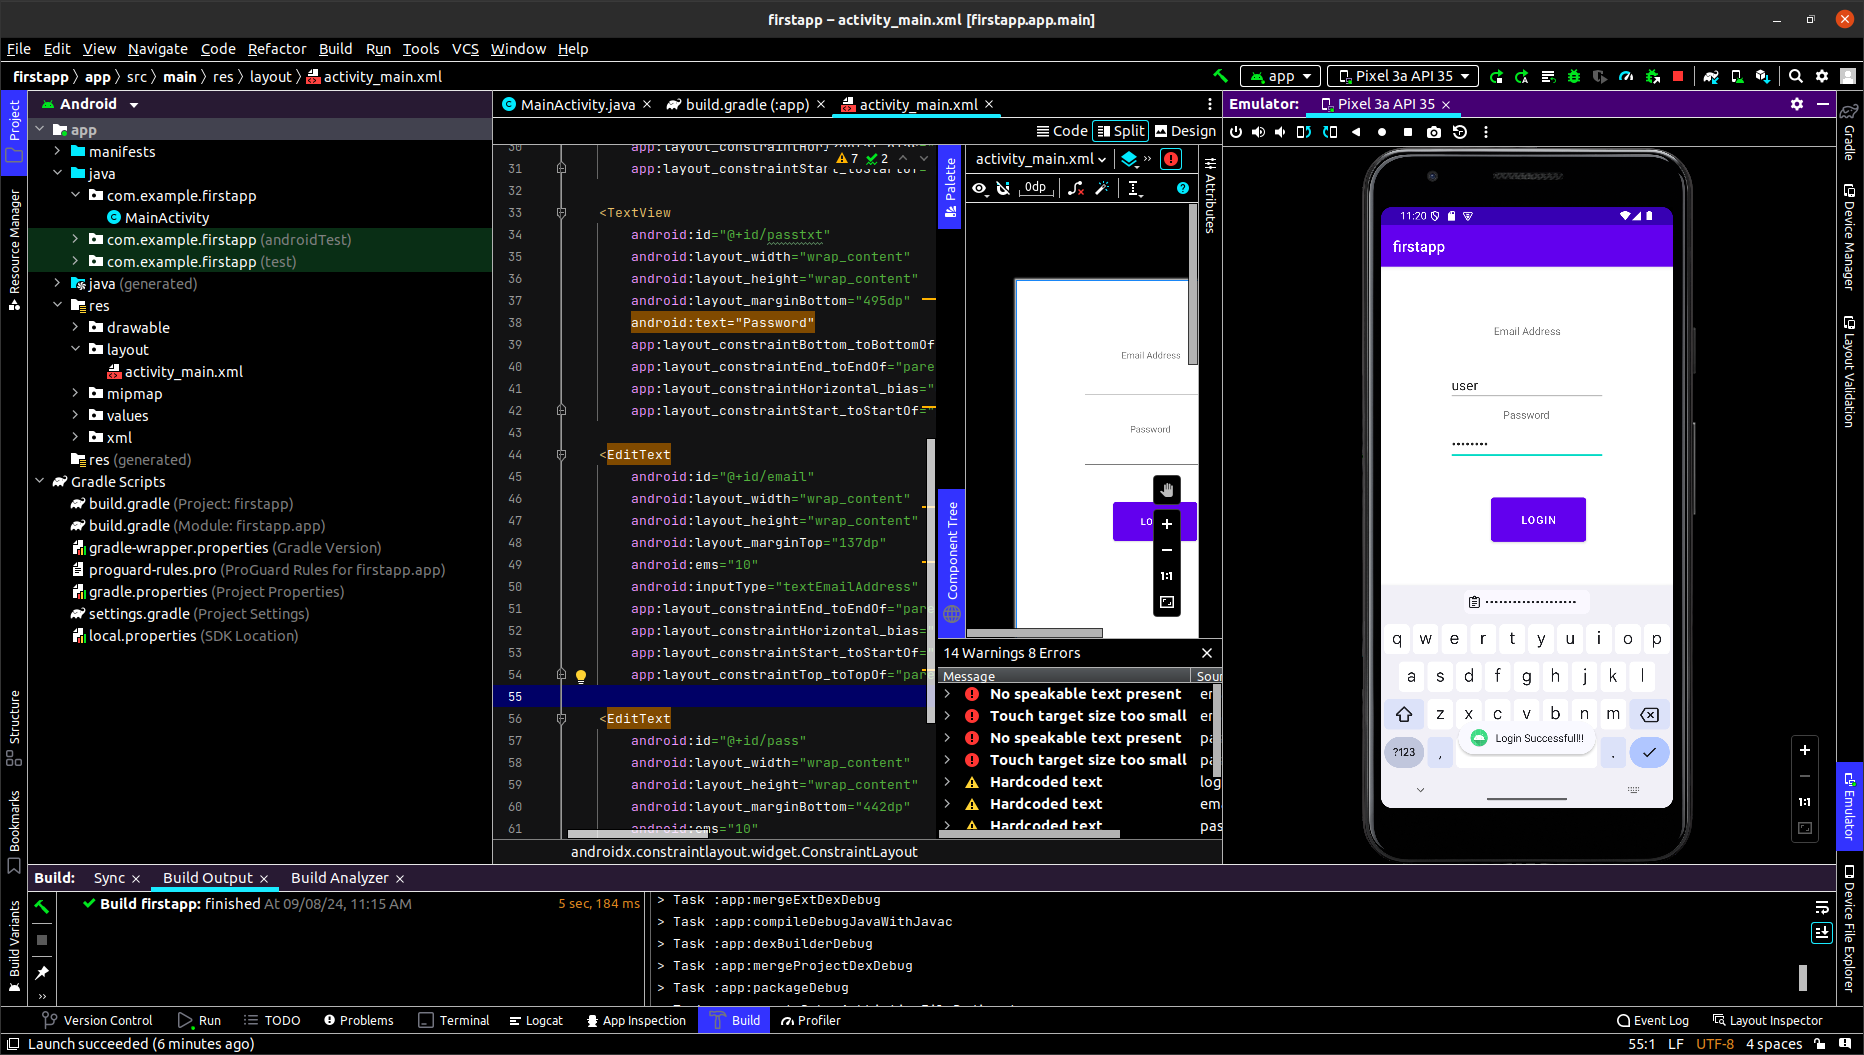 firstapp – activity_main.xml [firstapp.app.main]
File Edit View Navigate Code Refactor Build Run Tools VCS Window Help
firstapp app src main res layout activity_main.xml
app Pixel 3a API 35
Project
Resource Manager
Structure
Bookmarks
Build Variants
Android
app
manifests
java
com.example.firstapp
MainActivity
com.example.firstapp (androidTest)
com.example.firstapp (test)
java (generated)
res
drawable
layout
activity_main.xml
mipmap
values
xml
res (generated)
Gradle Scripts
build.gradle (Project: firstapp)
build.gradle (Module: firstapp.app)
gradle-wrapper.properties (Gradle Version)
proguard-rules.pro (ProGuard Rules for firstapp.app)
gradle.properties (Project Properties)
settings.gradle (Project Settings)
local.properties (SDK Location)
MainActivity.java build.gradle (:app) activity_main.xml
Code Split Design
7 2
30
31 app:layout_constraintStart_toStartOf="
32
33 <TextView
34 android:id="@+id/passtxt"
35 android:layout_width="wrap_content"
36 android:layout_height="wrap_content"
37 android:layout_marginBottom="495dp"
38 android:text="Password"
39 app:layout_constraintBottom_toBottomOf
40 app:layout_constraintEnd_toEndOf="pare
41 app:layout_constraintHorizontal_bias="
42 app:layout_constraintStart_toStartOf="
43
44 <EditText
45 android:id="@+id/email"
46 android:layout_width="wrap_content"
47 android:layout_height="wrap_content"
48 android:layout_marginTop="137dp"
49 android:ems="10"
50 android:inputType="textEmailAddress"
51 app:layout_constraintEnd_toEndOf="pare
52 app:layout_constraintHorizontal_bias="
53 app:layout_constraintStart_toStartOf="
54 app:layout_constraintTop_toTopOf="pare
55
56 <EditText
57 android:id="@+id/pass"
58 android:layout_width="wrap_content"
59 android:layout_height="wrap_content"
60 android:layout_marginBottom="442dp"
61 android:ems="10"
androidx.constraintlayout.widget.ConstraintLayout
Palette
Component Tree
activity_main.xml
0dp
Attributes
Email Address
Password
LO
1:1
14 Warnings 8 Errors
Message Sour
No speakable text present em
Touch target size too small em
No speakable text present pa
Touch target size too small pa
Hardcoded text log
Hardcoded text ema
Hardcoded text pas
Emulator: Pixel 3a API 35
11:20
firstapp
Email Address
user
Password
••••••••
LOGIN
q w e r t y u i o p
a s d f g h j k l
z x c v b n m
?123 , Login Successfull!! .
1:1
Gradle
Device Manager
Layout Validation
Emulator
Device File Explorer
Build: Sync Build Output Build Analyzer
Build firstapp: finished At 09/08/24, 11:15 AM 5 sec, 184 ms
> Task :app:mergeExtDexDebug
> Task :app:compileDebugJavaWithJavac
> Task :app:dexBuilderDebug
> Task :app:mergeProjectDexDebug
> Task :app:packageDebug
Version Control Run TODO Problems Terminal Logcat App Inspection Build Profiler Event Log Layout Inspector
Launch succeeded (6 minutes ago) 55:1 LF UTF-8 4 spaces